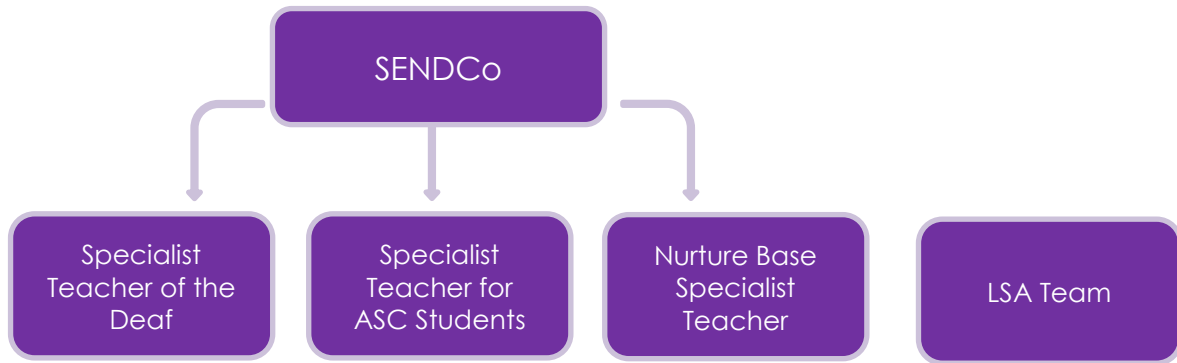 SENDCo
Specialist
Teacher of the
Deaf
Specialist
Teacher for
ASC Students
Nurture Base
Specialist
Teacher
LSA Team